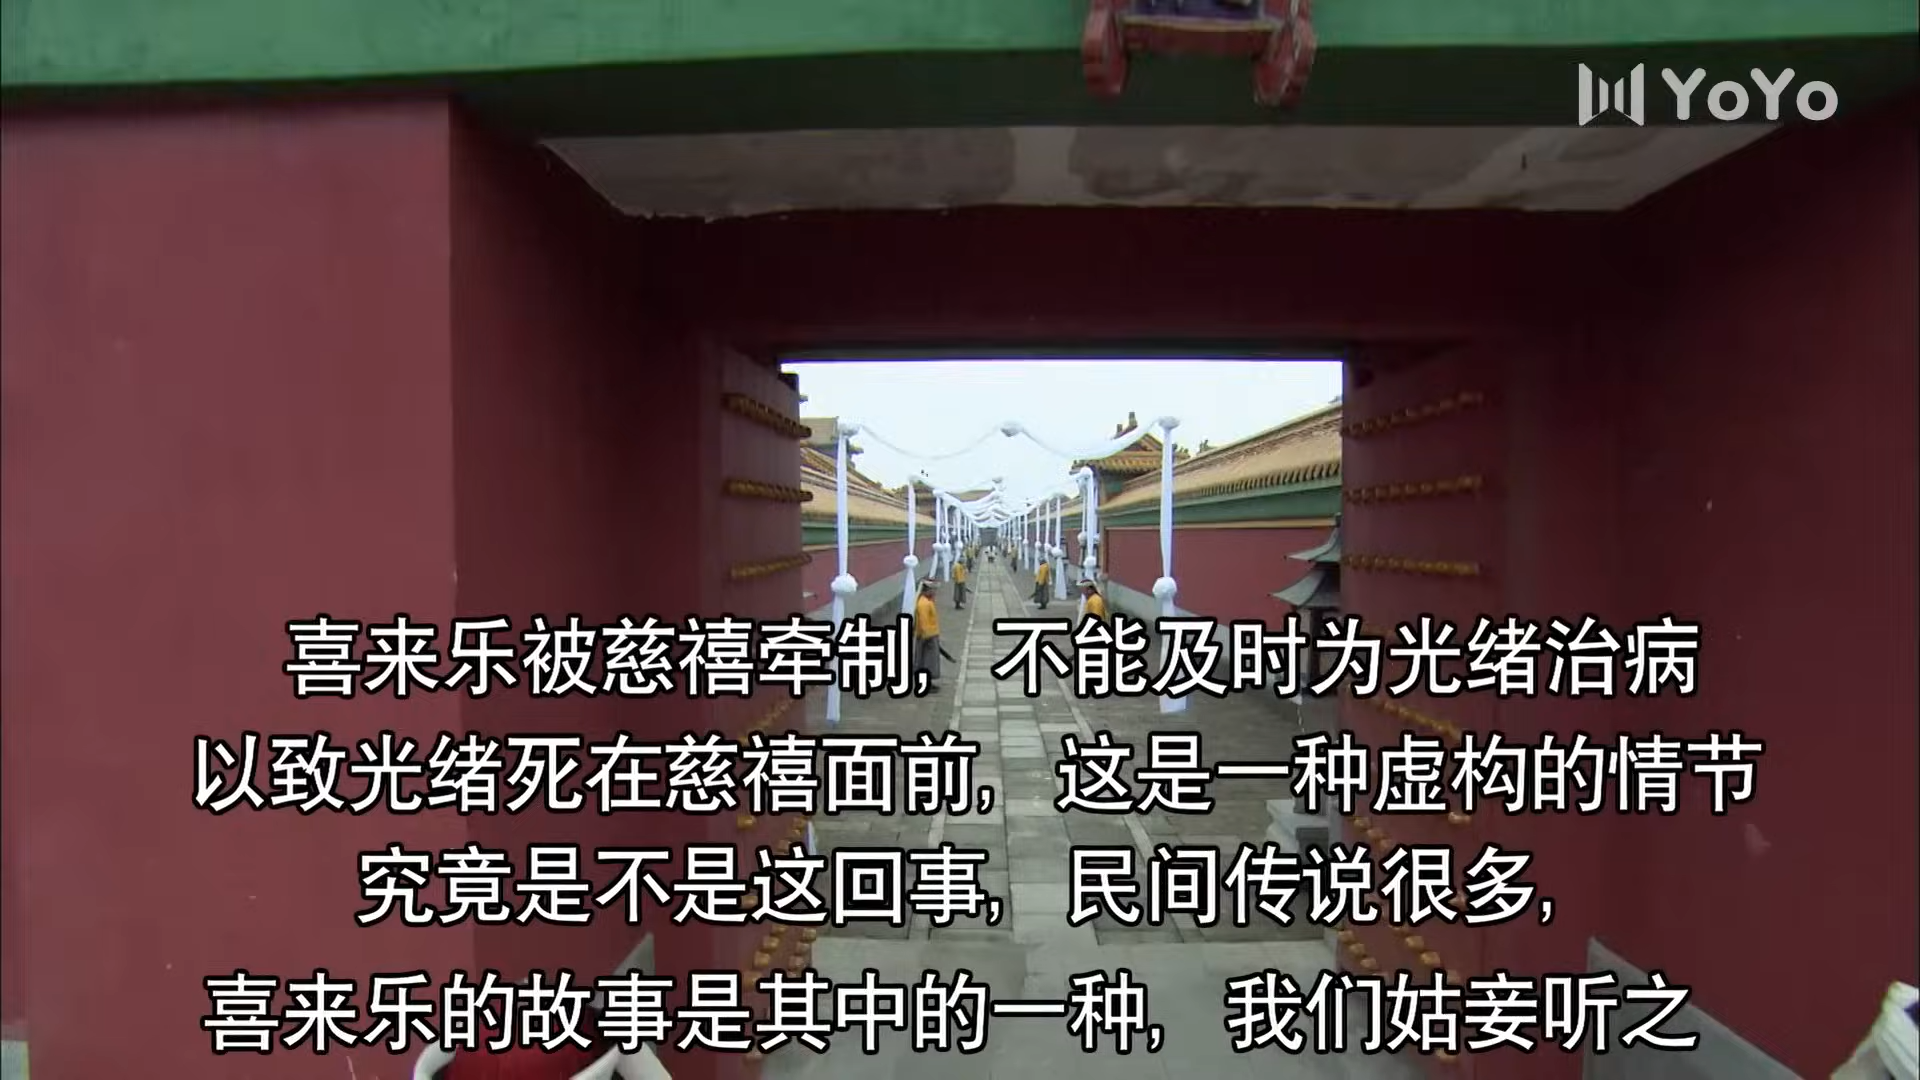 YoYo
喜来乐被慈禧牵制, 不能及时为光绪治病
以致光绪死在慈禧面前, 这是一种虚构的情节
究竟是不是这回事, 民间传说很多,
喜来乐的故事是其中的一种, 我们姑妾听之